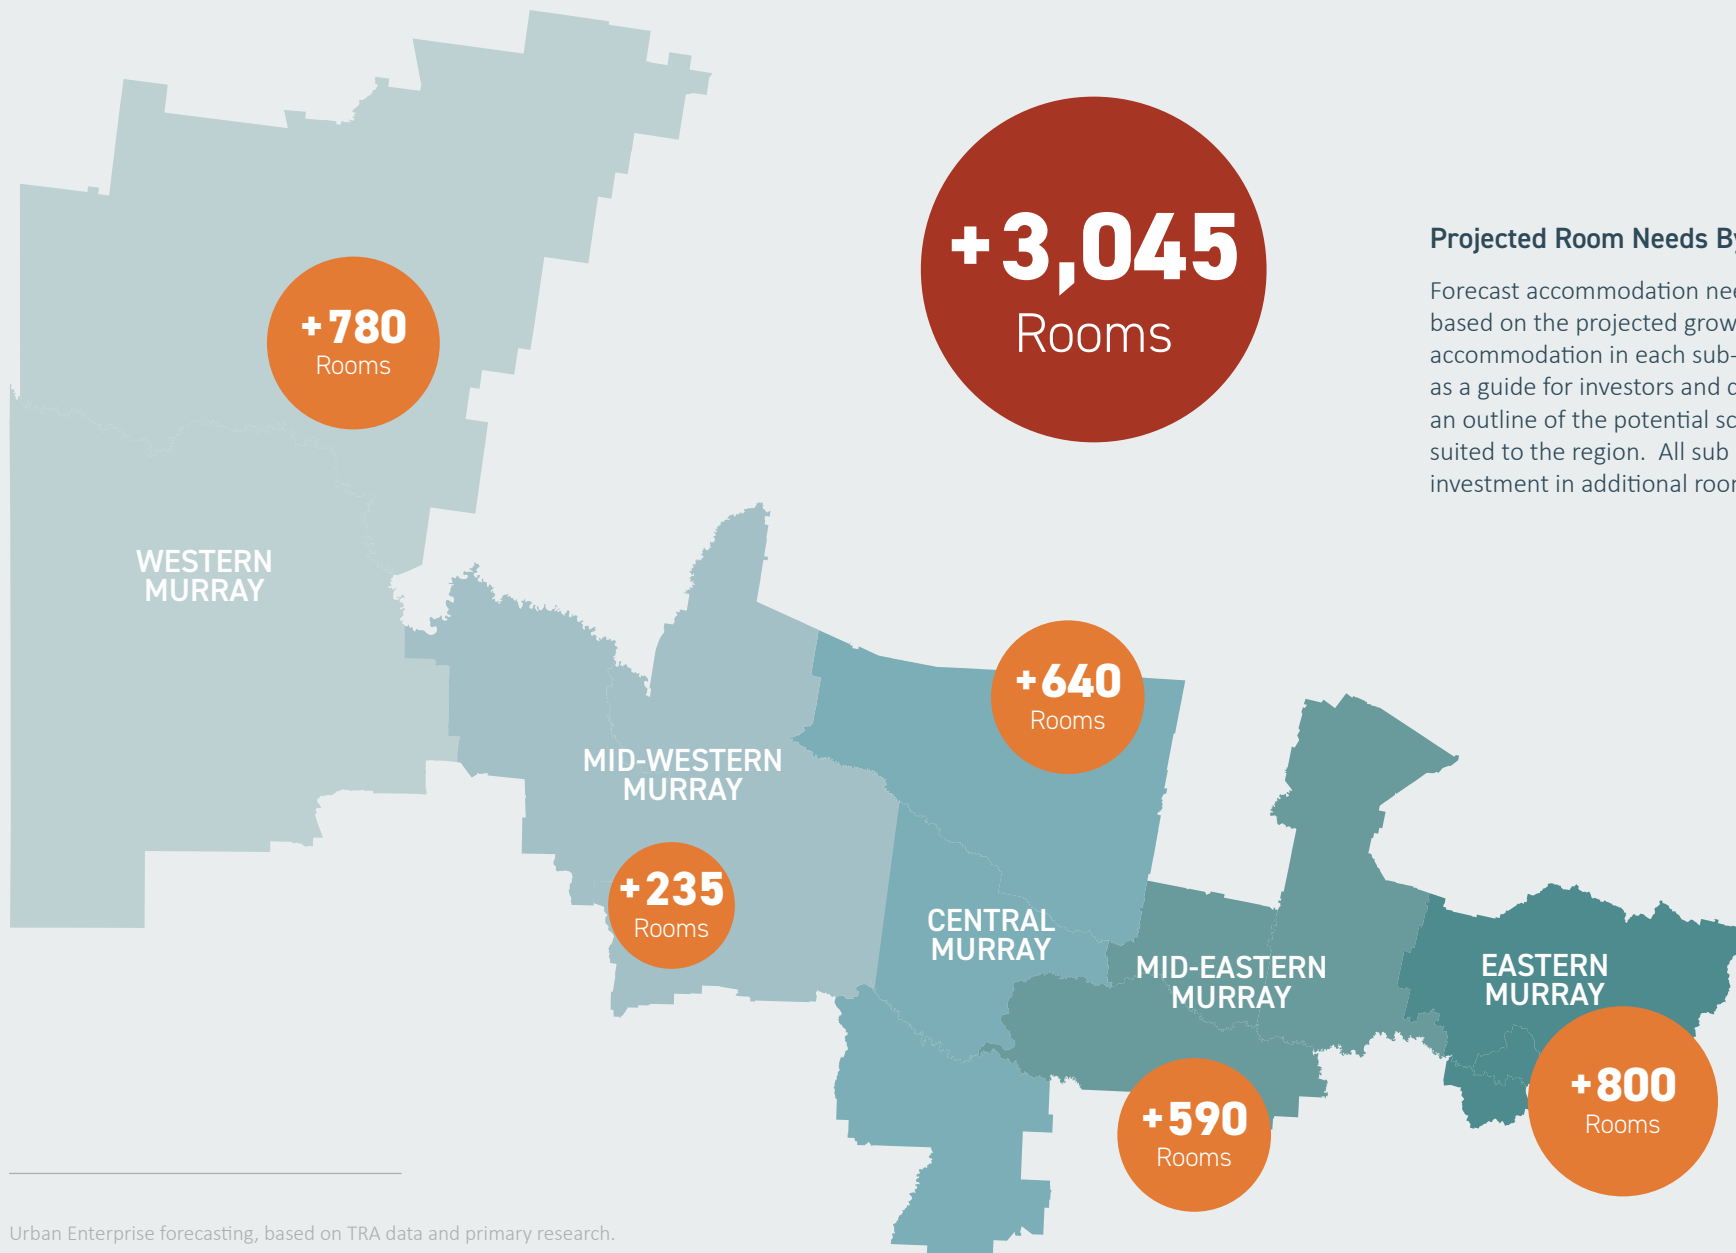 +3,045
Rooms
Projected Room Needs By
Forecast accommodation nee
based on the projected grow
accommodation in each sub-
as a guide for investors and d
an outline of the potential sc
suited to the region.  All sub
investment in additional roon
+780
Rooms
WESTERN
MURRAY
+640
Rooms
MID-WESTERN
MURRAY
+235
Rooms
CENTRAL
MURRAY
MID-EASTERN
MURRAY
EASTERN
MURRAY
+800
Rooms
+590
Rooms
Urban Enterprise forecasting, based on TRA data and primary research.